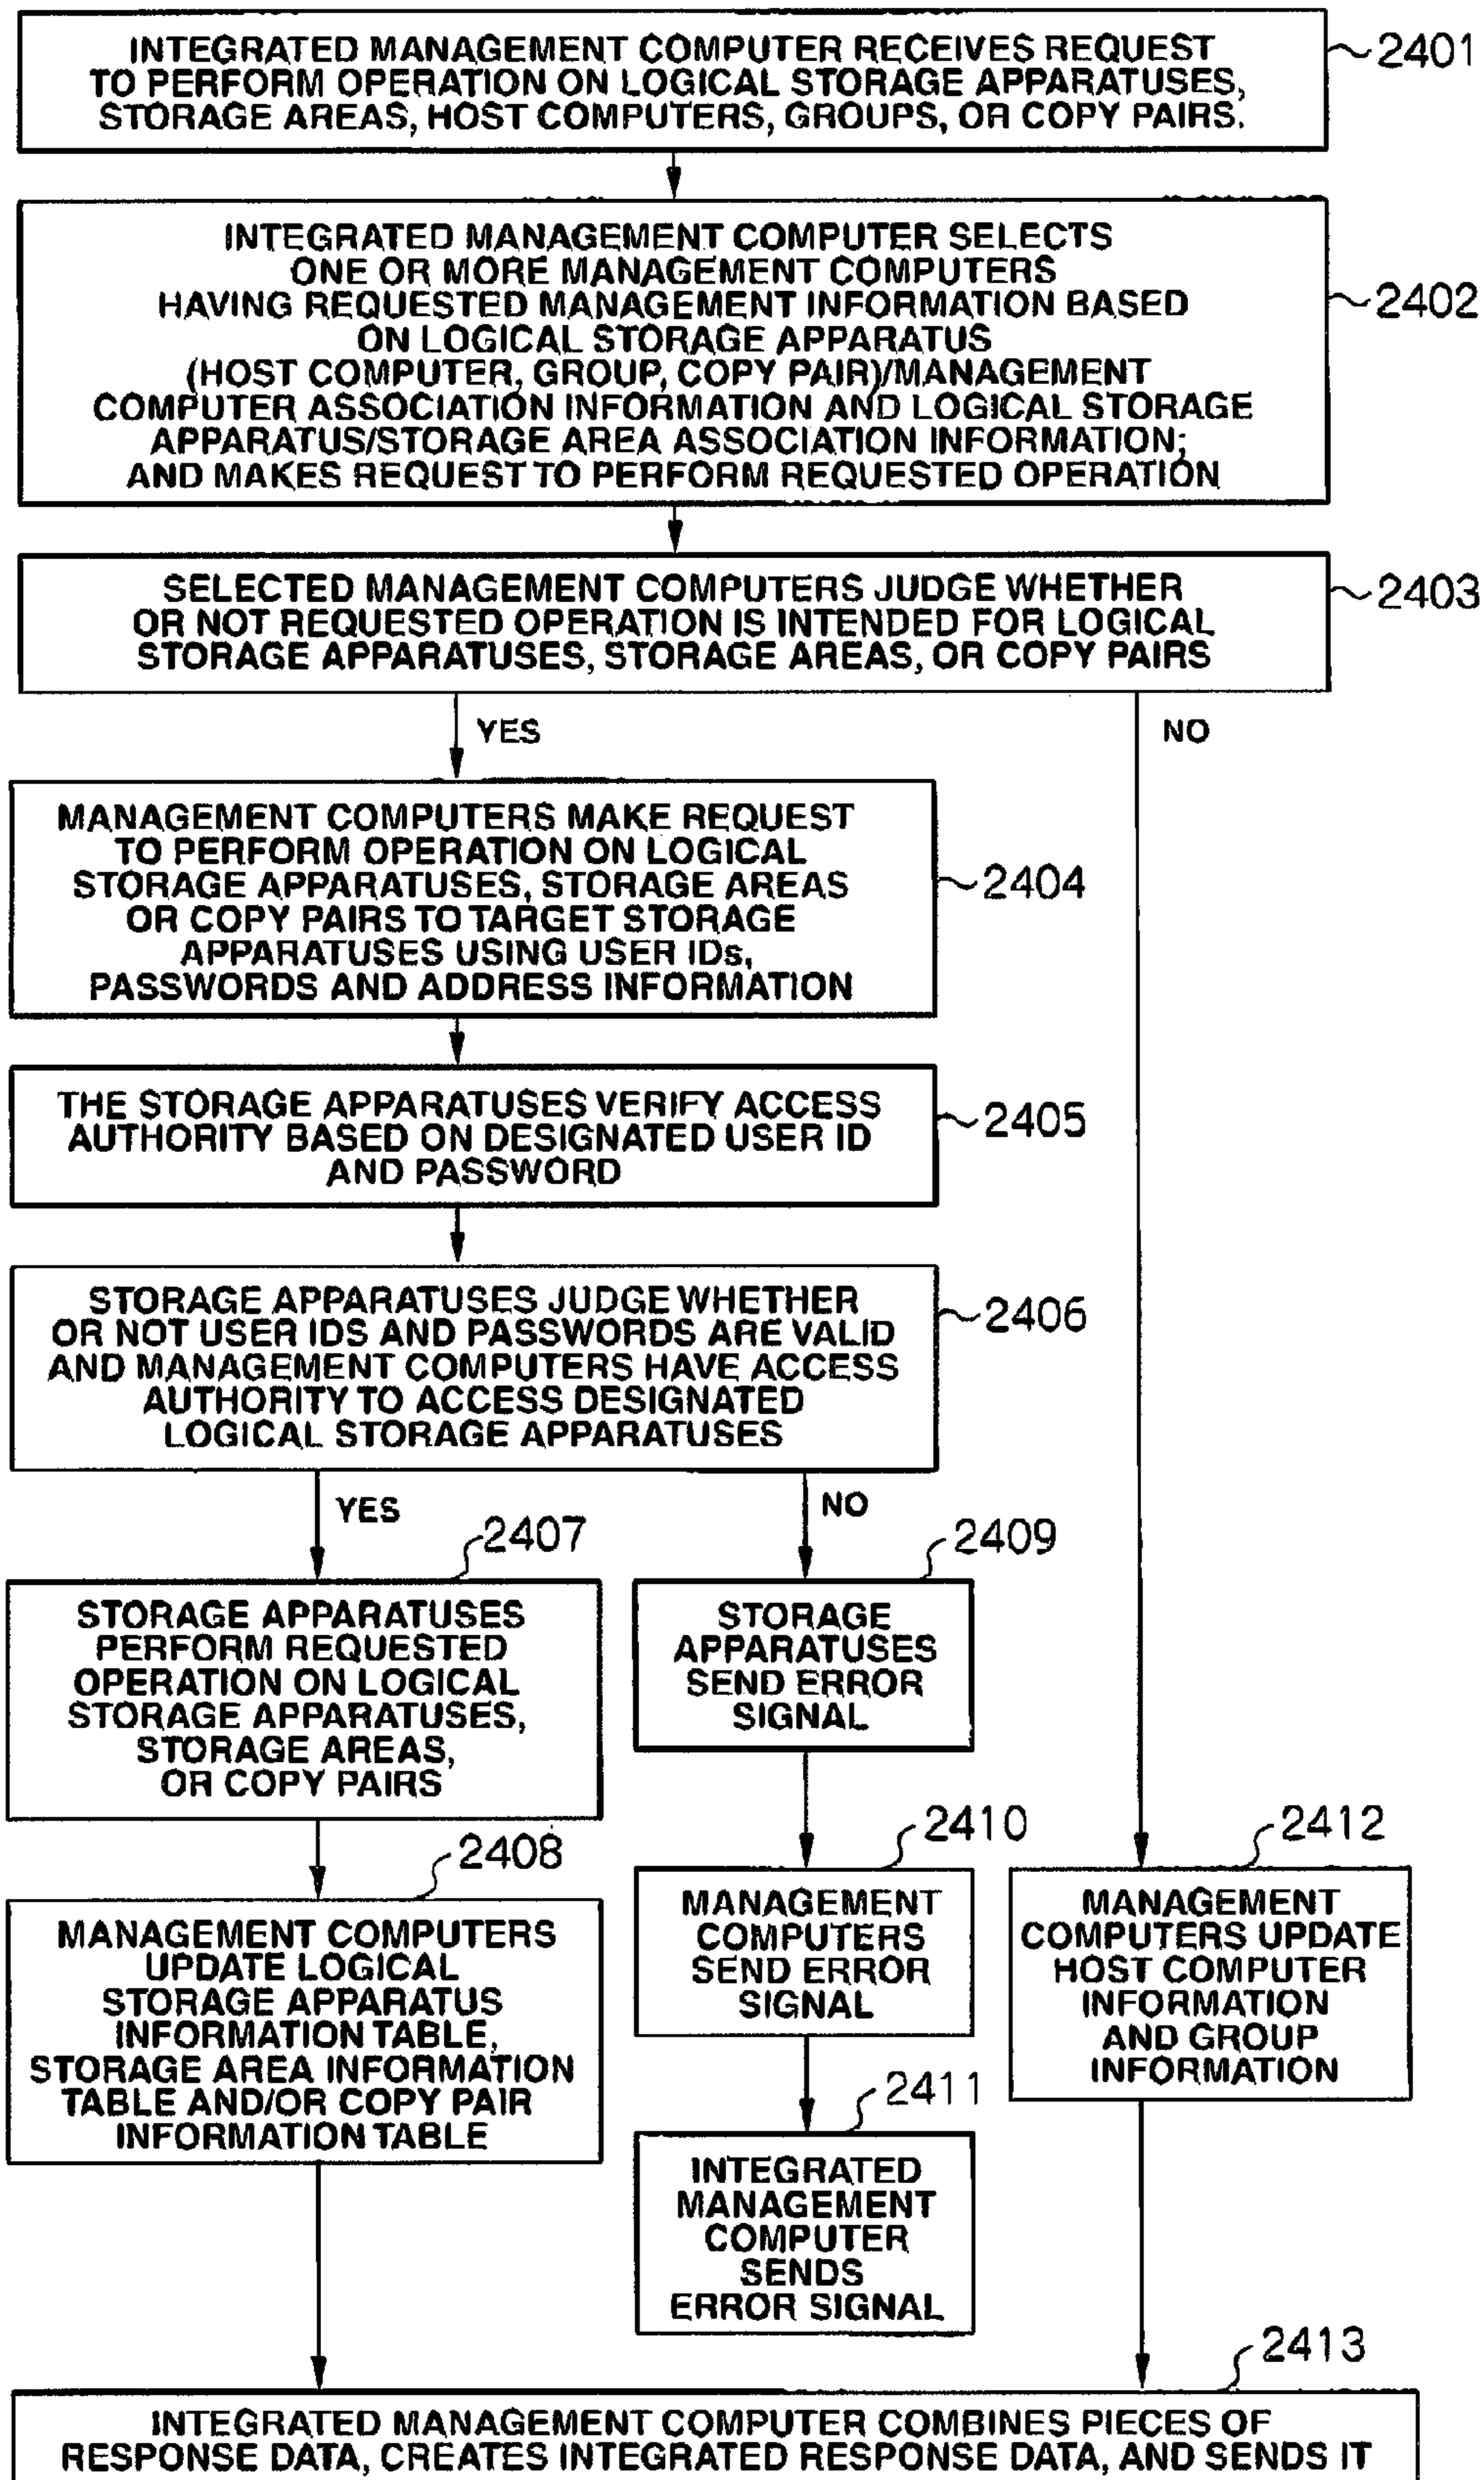 INTEGRATED MANAGEMENT COMPUTER RECEIVES REQUEST
TO PERFORM OPERATION ON LOGICAL STORAGE APPARATUSES,
STORAGE AREAS, HOST COMPUTERS, GROUPS, OR COPY PAIRS.
2401
INTEGRATED MANAGEMENT COMPUTER SELECTS
ONE OR MORE MANAGEMENT COMPUTERS
HAVING REQUESTED MANAGEMENT INFORMATION BASED
ON LOGICAL STORAGE APPARATUS
(HOST COMPUTER, GROUP, COPY PAIR)/MANAGEMENT
COMPUTER ASSOCIATION INFORMATION AND LOGICAL STORAGE
APPARATUS/STORAGE AREA ASSOCIATION INFORMATION;
AND MAKES REQUEST TO PERFORM REQUESTED OPERATION
2402
SELECTED MANAGEMENT COMPUTERS JUDGE WHETHER
OR NOT REQUESTED OPERATION IS INTENDED FOR LOGICAL
STORAGE APPARATUSES, STORAGE AREAS, OR COPY PAIRS
2403
YES
NO
MANAGEMENT COMPUTERS MAKE REQUEST
TO PERFORM OPERATION ON LOGICAL
STORAGE APPARATUSES, STORAGE AREAS
OR COPY PAIRS TO TARGET STORAGE
APPARATUSES USING USER IDs,
PASSWORDS AND ADDRESS INFORMATION
2404
THE STORAGE APPARATUSES VERIFY ACCESS
AUTHORITY BASED ON DESIGNATED USER ID
AND PASSWORD
2405
STORAGE APPARATUSES JUDGE WHETHER
OR NOT USER IDS AND PASSWORDS ARE VALID
AND MANAGEMENT COMPUTERS HAVE ACCESS
AUTHORITY TO ACCESS DESIGNATED
LOGICAL STORAGE APPARATUSES
2406
YES
NO
2407
STORAGE APPARATUSES
PERFORM REQUESTED
OPERATION ON LOGICAL
STORAGE APPARATUSES,
STORAGE AREAS,
OR COPY PAIRS
2409
STORAGE
APPARATUSES
SEND ERROR
SIGNAL
2408
MANAGEMENT COMPUTERS
UPDATE LOGICAL
STORAGE APPARATUS
INFORMATION TABLE,
STORAGE AREA INFORMATION
TABLE AND/OR COPY PAIR
INFORMATION TABLE
2410
MANAGEMENT
COMPUTERS
SEND ERROR
SIGNAL
2412
MANAGEMENT
COMPUTERS UPDATE
HOST COMPUTER
INFORMATION
AND GROUP
INFORMATION
2411
INTEGRATED
MANAGEMENT
COMPUTER
SENDS
ERROR SIGNAL
2413
INTEGRATED MANAGEMENT COMPUTER COMBINES PIECES OF
RESPONSE DATA, CREATES INTEGRATED RESPONSE DATA, AND SENDS IT